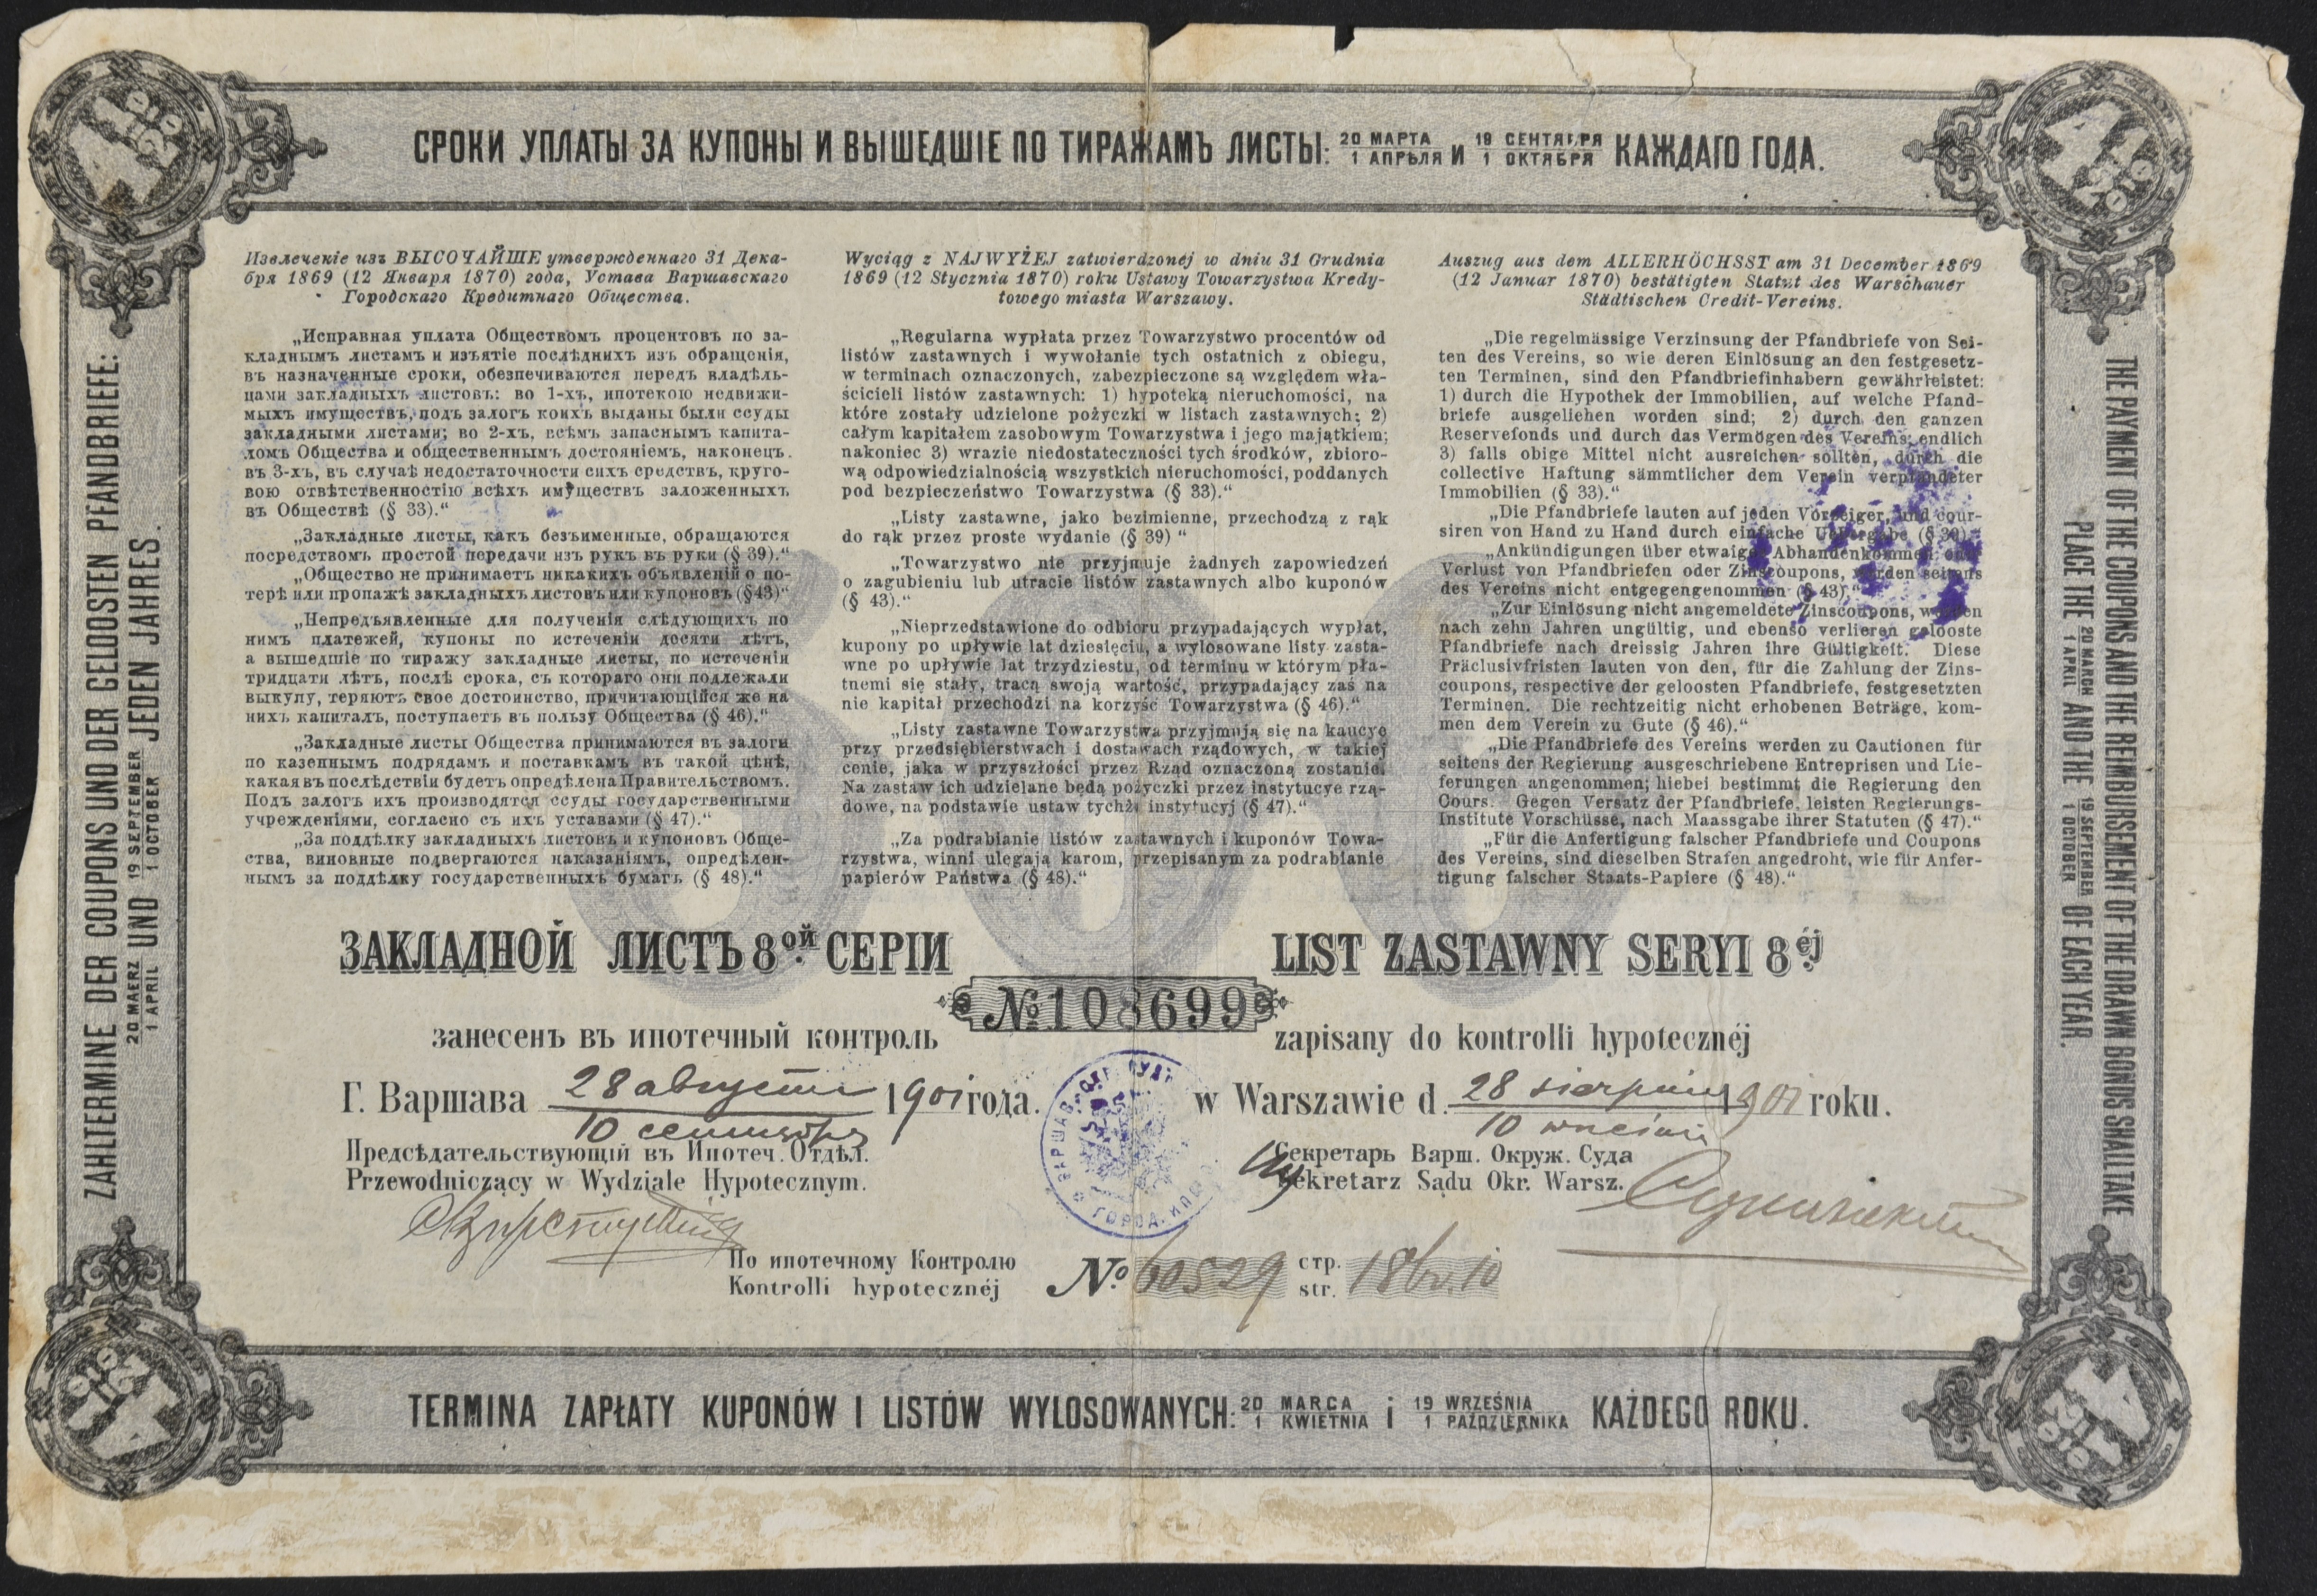 СРОКИ УПЛАТЫ ЗА КУПОНЫ И ВЫШЕДШІЕ ПО ТИРАЖАМЪ ЛИСТЫ: 20 МАРТА / 1 АПРѢЛЯ И 19 СЕНТЯБРЯ / 1 ОКТЯБРЯ КАЖДАГО ГОДА.
ZAHLTERMINE DER COUPONS UND DER GELOOSTEN PFANDBRIEFE:
20 MAERZ / 1 APRIL UND 19 SEPTEMBER / 1 OCTOBER JEDEN JAHRES.
Извлеченіе изъ ВЫСОЧАЙШЕ утвержденнаго 31 Дека-
бря 1869 (12 Января 1870) года, Устава Варшавскаго
Городскаго Кредитнаго Общества.
„Исправная уплата Обществомъ процентовъ по за-
кладнымъ листамъ и изъятіе послѣднихъ изъ обращенія,
въ назначенные сроки, обезпечиваются передъ владѣль-
цами закладныхъ листовъ: во 1-хъ, ипотекою недвижи-
мыхъ имуществъ, подъ залогъ коихъ выданы были ссуды
закладными листами; во 2-хъ, всѣмъ запаснымъ капита-
ломъ Общества и общественнымъ достояніемъ, наконецъ.
въ 3-хъ, въ случаѣ недостаточности сихъ средствъ, круго-
вою отвѣтственностію всѣхъ имуществъ заложенныхъ
въ Обществѣ (§ 33).“
„Закладные листы, какъ безъименные, обращаются
посредствомъ простой передачи изъ рукъ въ руки (§ 39).“
„Общество не принимаетъ никакихъ объявленій о по-
терѣ или пропажѣ закладныхъ листовъ или купоновъ (§ 43)“
„Непредъявленные для полученія слѣдующихъ по
нимъ платежей, купоны по истеченіи десяти лѣтъ,
а вышедшіе по тиражу закладные листы, по истеченіи
тридцати лѣтъ, послѣ срока, съ котораго они подлежали
выкупу, теряютъ свое достоинство, причитающійся же на
нихъ капиталъ, поступаетъ въ пользу Общества (§ 46).“
„Закладные листы Общества принимаются въ залоги
по казеннымъ подрядамъ и поставкамъ въ такой цѣнѣ,
какая въ послѣдствіи будетъ опредѣлена Правительствомъ.
Подъ залогъ ихъ производятся ссуды государственными
учрежденіями, согласно съ ихъ уставами (§ 47).“
„За поддѣлку закладныхъ листовъ и купоновъ Обще-
ства, виновные подвергаются наказаніямъ, опредѣлен-
нымъ за поддѣлку государственныхъ бумагъ (§ 48).“
Wyciąg z NAJWYŻEJ zatwierdzonéj w dniu 31 Grudnia
1869 (12 Stycznia 1870) roku Ustawy Towarzystwa Kredy-
towego miasta Warszawy.
„Regularna wypłata przez Towarzystwo procentów od
listów zastawnych i wywołanie tych ostatnich z obiegu,
w terminach oznaczonych, zabezpieczone są względem wła-
ścicieli listów zastawnych: 1) hypoteką nieruchomości, na
które zostały udzielone pożyczki w listach zastawnych; 2)
całym kapitałem zasobowym Towarzystwa i jego majątkiem;
nakoniec 3) wrazie niedostateczności tych środków, zbioro-
wą odpowiedzialnością wszystkich nieruchomości, poddanych
pod bezpieczeństwo Towarzystwa (§ 33).“
„Listy zastawne, jako bezimienne, przechodzą z rąk
do rąk przez proste wydanie (§ 39) “
„Towarzystwo nie przyjmuje żadnych zapowiedzeń
o zagubieniu lub utracie listów zastawnych albo kuponów
(§ 43).“
„Nieprzedstawione do odbioru przypadających wypłat,
kupony po upływie lat dziesięciu, a wylosowane listy zasta-
wne po upływie lat trzydziestu, od terminu w którym pła-
tnemi się stały, tracą swoją wartość, przypadający zaś na
nie kapitał przechodzi na korzyść Towarzystwa (§ 46).“
„Listy zastawne Towarzystwa przyjmują się na kaucye
przy przedsiębierstwach i dostawach rządowych, w takiej
cenie, jaka w przyszłości przez Rząd oznaczoną zostanie.
Na zastaw ich udzielane będą pożyczki przez instytucye rzą-
dowe, na podstawie ustaw tychże instytucyj (§ 47).“
„Za podrabianie listów zastawnych i kuponów Towa-
rzystwa, winni ulegają karom, przepisanym za podrabianie
papierów Państwa (§ 48).“
Auszug aus dem ALLERHÖCHSST am 31 December 1869
(12 Januar 1870) bestätigten Statut des Warschauer
Städtischen Credit-Vereins.
„Die regelmässige Verzinsung der Pfandbriefe von Sei-
ten des Vereins, so wie deren Einlösung an den festgesetz-
ten Terminen, sind den Pfandbriefinhabern gewährleistet:
1) durch die Hypothek der Immobilien, auf welche Pfand-
briefe ausgeliehen worden sind; 2) durch den ganzen
Reservefonds und durch das Vermögen des Vereins; endlich
3) falls obige Mittel nicht ausreichen sollten, durch die
collective Haftung sämmtlicher dem Verein verpfändeter
Immobilien (§ 33).“
„Die Pfandbriefe lauten auf jeden Vorzeiger, und cour-
siren von Hand zu Hand durch einfache Uebergabe (§ 39).“
„Ankündigungen über etwaiges Abhandenkommen oder
Verlust von Pfandbriefen oder Zinscoupons, werden seitens
des Vereins nicht entgegengenommen (§ 43).“
„Zur Einlösung nicht angemeldete Zinscoupons, werden
nach zehn Jahren ungültig, und ebenso verlieren gelooste
Pfandbriefe nach dreissig Jahren ihre Gültigkeit. Diese
Präclusivfristen lauten von den, für die Zahlung der Zins-
coupons, respective der geloosten Pfandbriefe, festgesetzten
Terminen. Die rechtzeitig nicht erhobenen Beträge, kom-
men dem Verein zu Gute (§ 46).“
„Die Pfandbriefe des Vereins werden zu Cautionen für
seitens der Regierung ausgeschriebene Entreprisen und Lie-
ferungen angenommen; hiebei bestimmt die Regierung den
Cours. Gegen Versatz der Pfandbriefe, leisten Regierungs-
Institute Vorschüsse, nach Maassgabe ihrer Statuten (§ 47).“
„Für die Anfertigung falscher Pfandbriefe und Coupons
des Vereins, sind dieselben Strafen angedroht, wie für Anfer-
tigung falscher Staats-Papiere (§ 48).“
THE PAYMENT OF THE COUPONS AND THE REIMBURSEMENT OF THE DRAWN BONDS SHALL TAKE
PLACE THE 20 MARCH / 1 APRIL AND THE 19 SEPTEMBER / 1 OCTOBER OF EACH YEAR.
ЗАКЛАДНОЙ ЛИСТЪ 8ой СЕРІИ
LIST ZASTAWNY SERYI 8éj
№ 108699
занесенъ въ ипотечный контроль
zapisany do kontrolli hypotecznéj
Г. Варшава 28 августа / 10 сентября 1901 года.
w Warszawie d. 28 sierpnia / 10 września 1901 roku.
Предсѣдательствующій въ Ипотеч. Отдѣл.
Przewodniczący w Wydziale Hypotecznym.
Секретарь Варш. Окруж. Суда
Sekretarz Sądu Okr. Warsz.
ВАРШАВ. ОКР. СУДЪ
ГОРОД. ИПОТ
По ипотечному Контролю
Kontrolli hypotecznéj
№ 60529 стр. str. 186
TERMINA ZAPŁATY KUPONÓW I LISTÓW WYLOSOWANYCH: 20 MARCA / 1 KWIETNIA i 19 WRZEŚNIA / 1 PAŹDZIERNIKA KAŻDEGO ROKU.